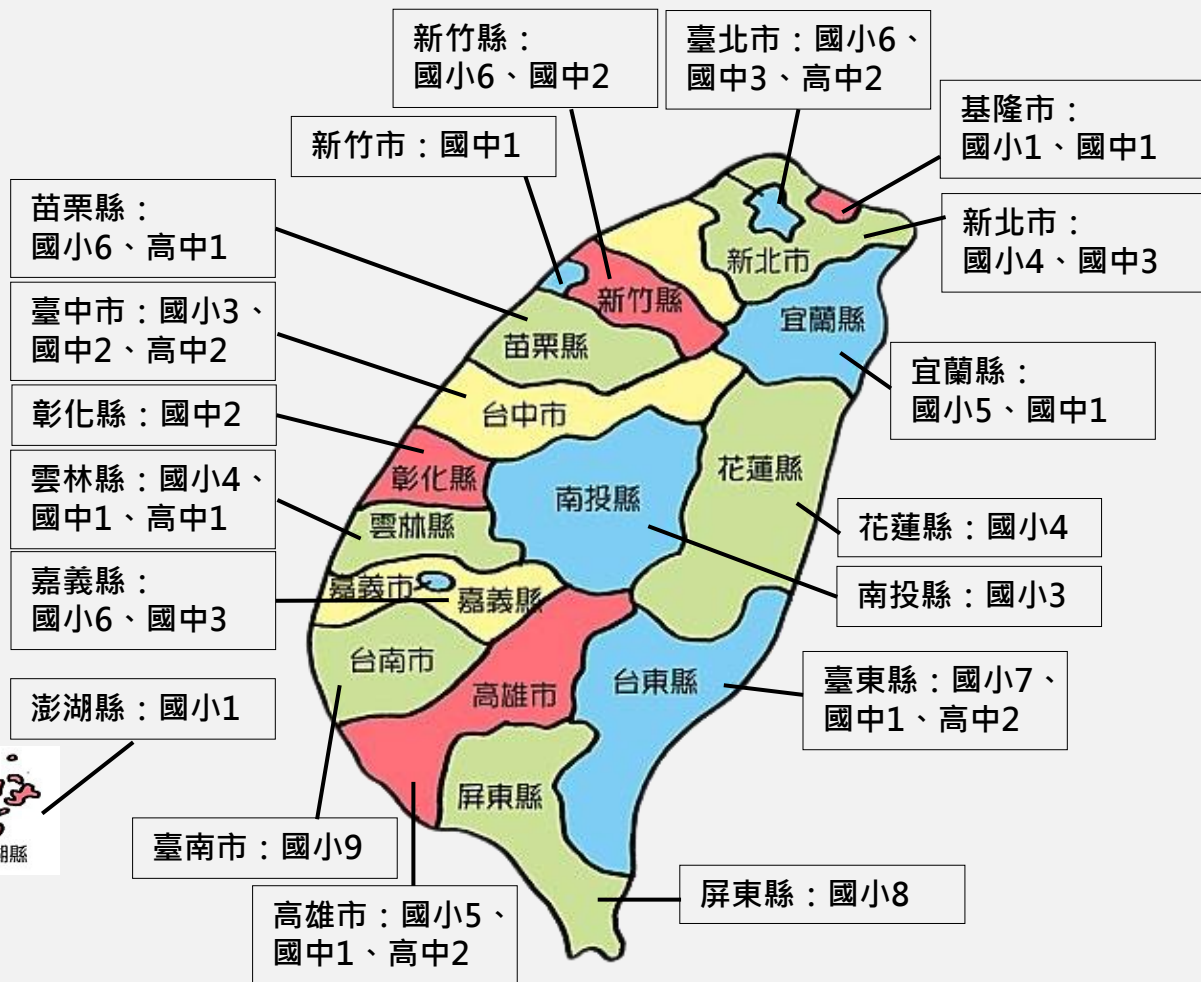 新竹縣：
國小6、國中2
臺北市：國小6、
國中3、高中2
基隆市：
國小1、國中1
新竹市：國中1
苗栗縣：
國小6、高中1
新北市：
國小4、國中3
臺中市：國小3、
國中2、高中2
宜蘭縣：
國小5、國中1
彰化縣：國中2
雲林縣：國小4、
國中1、高中1
花蓮縣：國小4
嘉義縣：
國小6、國中3
南投縣：國小3
澎湖縣：國小1
臺東縣：國小7、
國中1、高中2
臺南市：國小9
高雄市：國小5、
國中1、高中2
屏東縣：國小8
新北市
新竹縣
宜蘭縣
苗栗縣
台中市
彰化縣
南投縣
花蓮縣
雲林縣
嘉義市
嘉義縣
台南市
高雄市
台東縣
屏東縣
湖縣